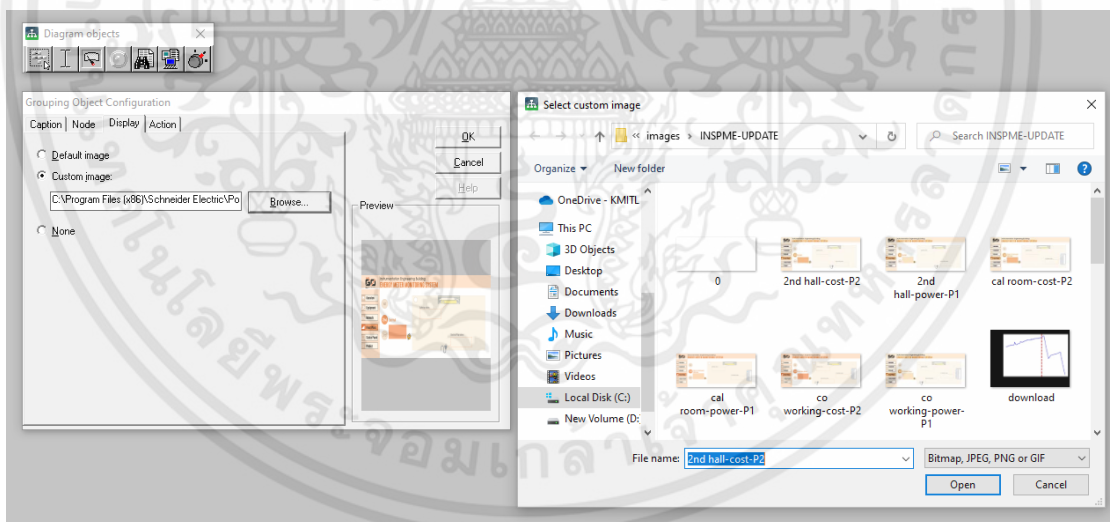 Diagram objects
Grouping Object Configuration
Caption Node Display Action
Default image
Custom image:
C:\Program Files (x86)\Schneider Electric\Po
Browse...
None
OK
Cancel
Help
Preview
ENERGY METER MONITORING SYSTEM
Select custom image
« images › INSPME-UPDATE
Search INSPME-UPDATE
Organize
New folder
OneDrive - KMITL
This PC
3D Objects
Desktop
Documents
Downloads
Music
Pictures
Videos
Local Disk (C:)
New Volume (D:
0
2nd hall-cost-P2
2nd
hall-power-P1
cal room-cost-P2
cal
room-power-P1
co
working-cost-P2
co
working-power-
P1
download
File name:
2nd hall-cost-P2
Bitmap, JPEG, PNG or GIF
Open
Cancel